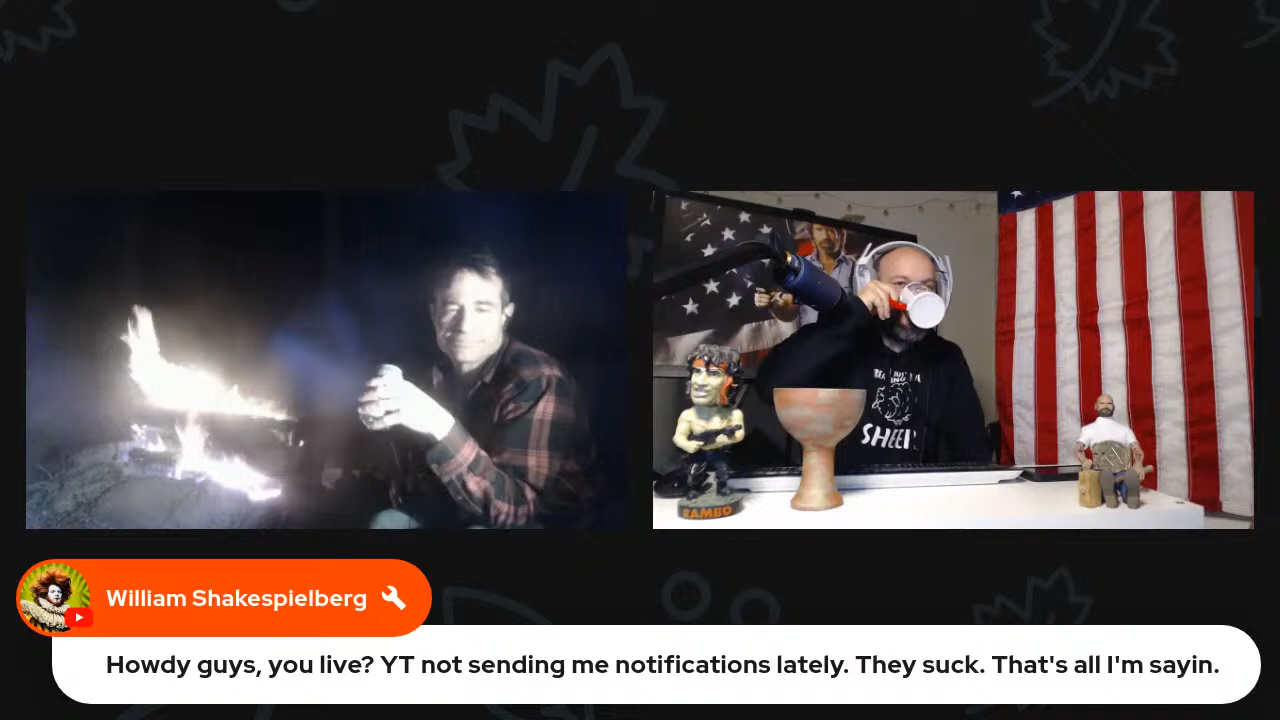 SHEEP
RAMBO
William Shakespielberg
Howdy guys, you live? YT not sending me notifications lately. They suck. That's all I'm sayin.